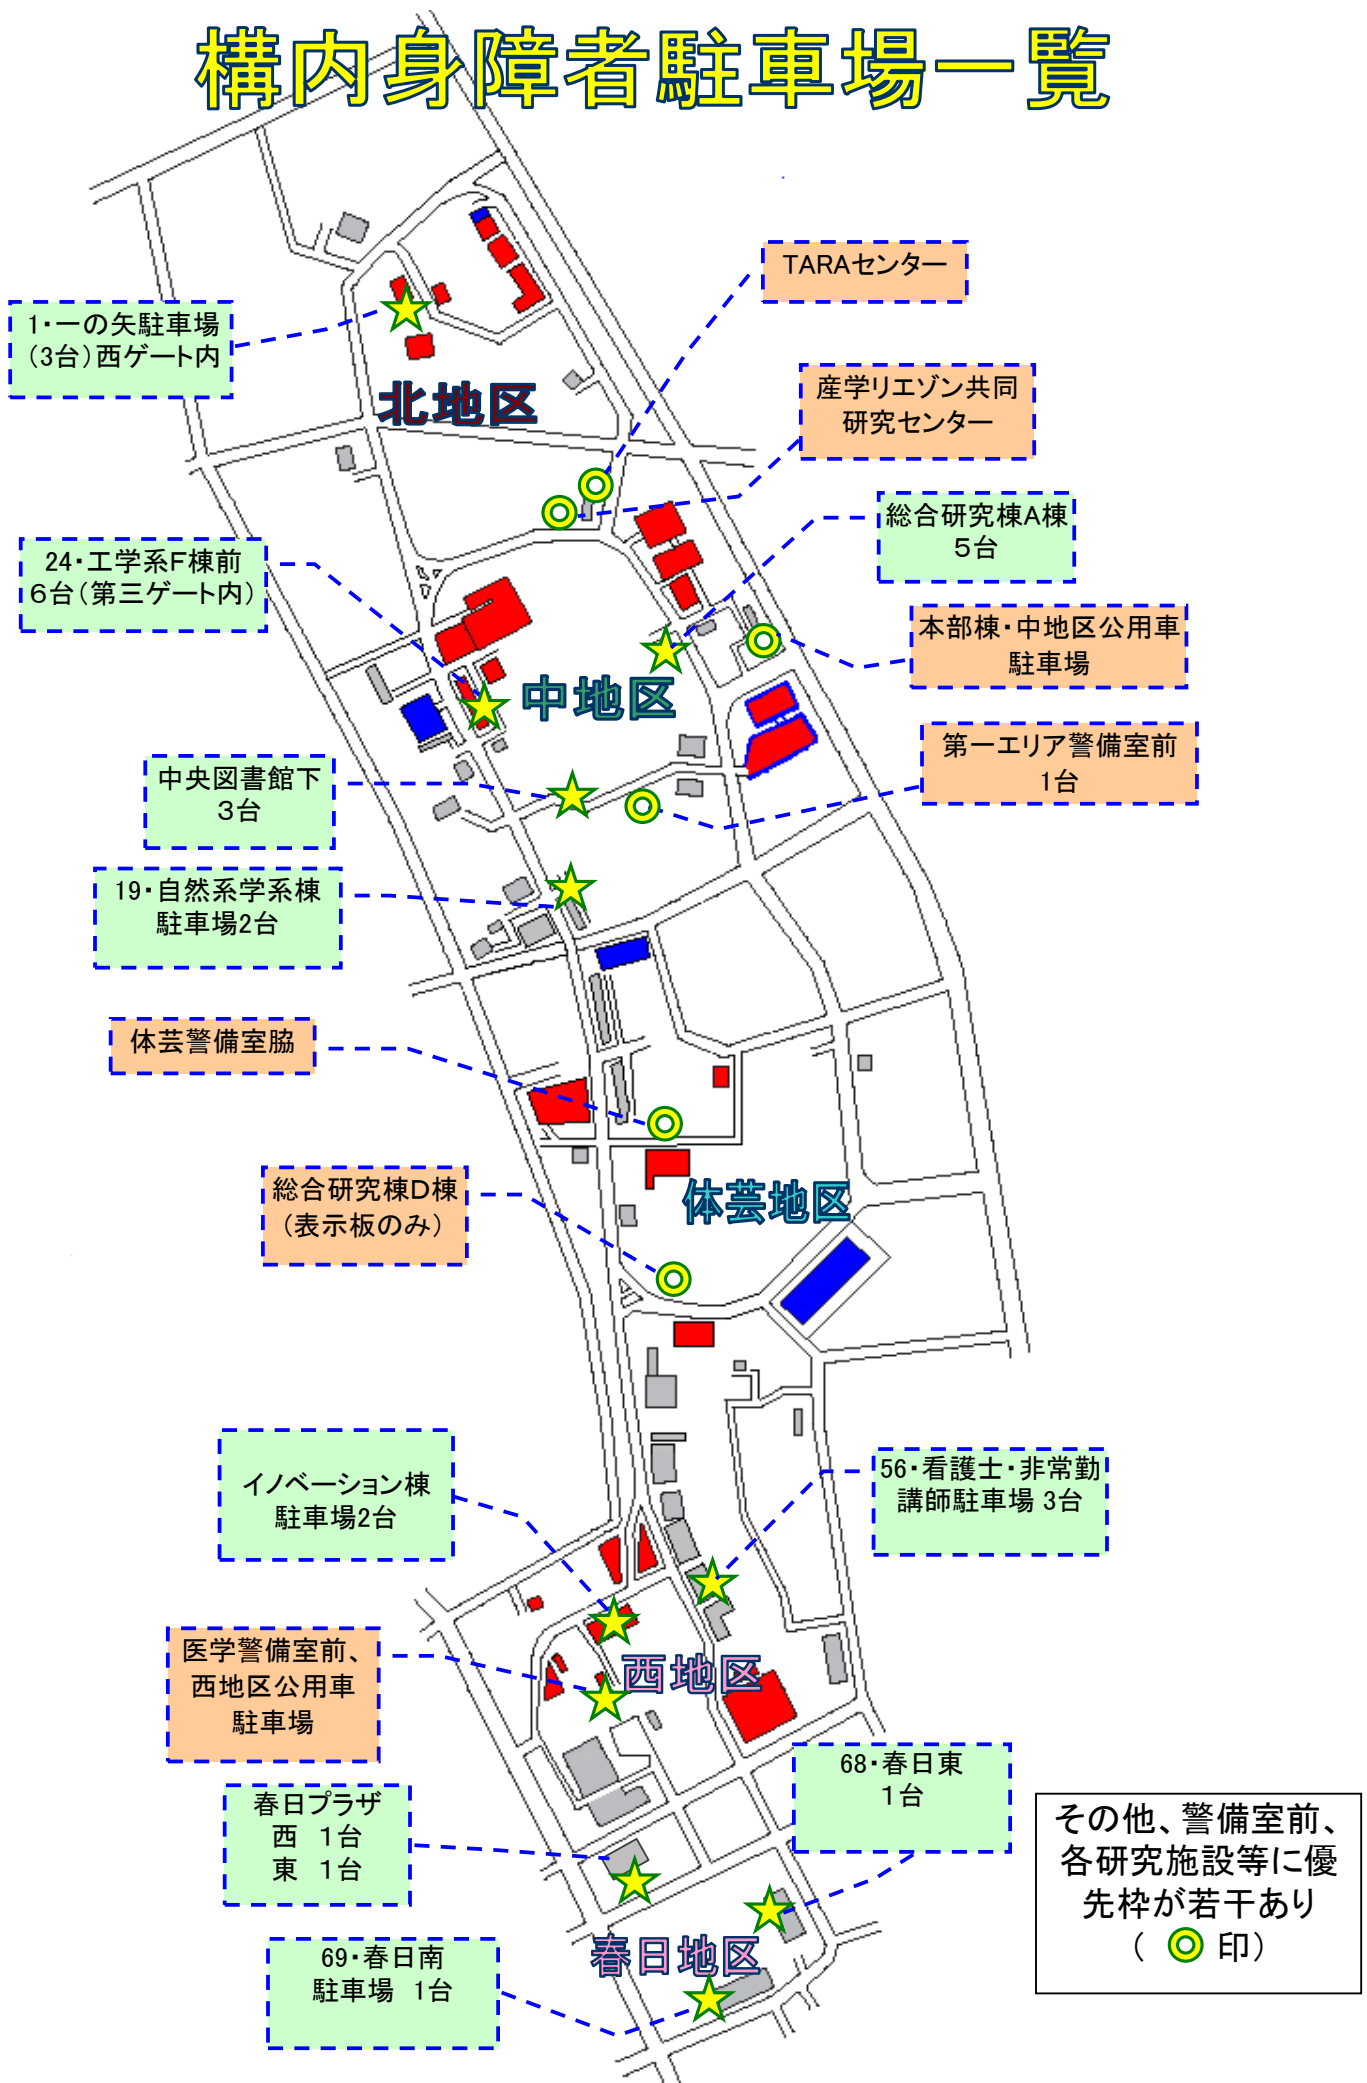 構内身障者駐車場一覧
TARAセンター
1・一の矢駐車場
（3台）西ゲート内
北地区
産学リエゾン共同
研究センター
総合研究棟A棟
５台
24・工学系F棟前
６台（第三ゲート内）
本部棟・中地区公用車
駐車場
中地区
第一エリア警備室前
1台
中央図書館下
３台
19・自然系学系棟
駐車場2台
体芸警備室脇
総合研究棟D棟
（表示板のみ）
体芸地区
イノベーション棟
駐車場2台
56・看護士・非常勤
講師駐車場 3台
医学警備室前、
西地区公用車
駐車場
西地区
68・春日東
１台
春日プラザ
西　1台
東　1台
その他、警備室前、
各研究施設等に優
先枠が若干あり
（ ◎ 印）
春日地区
69・春日南
駐車場　1台